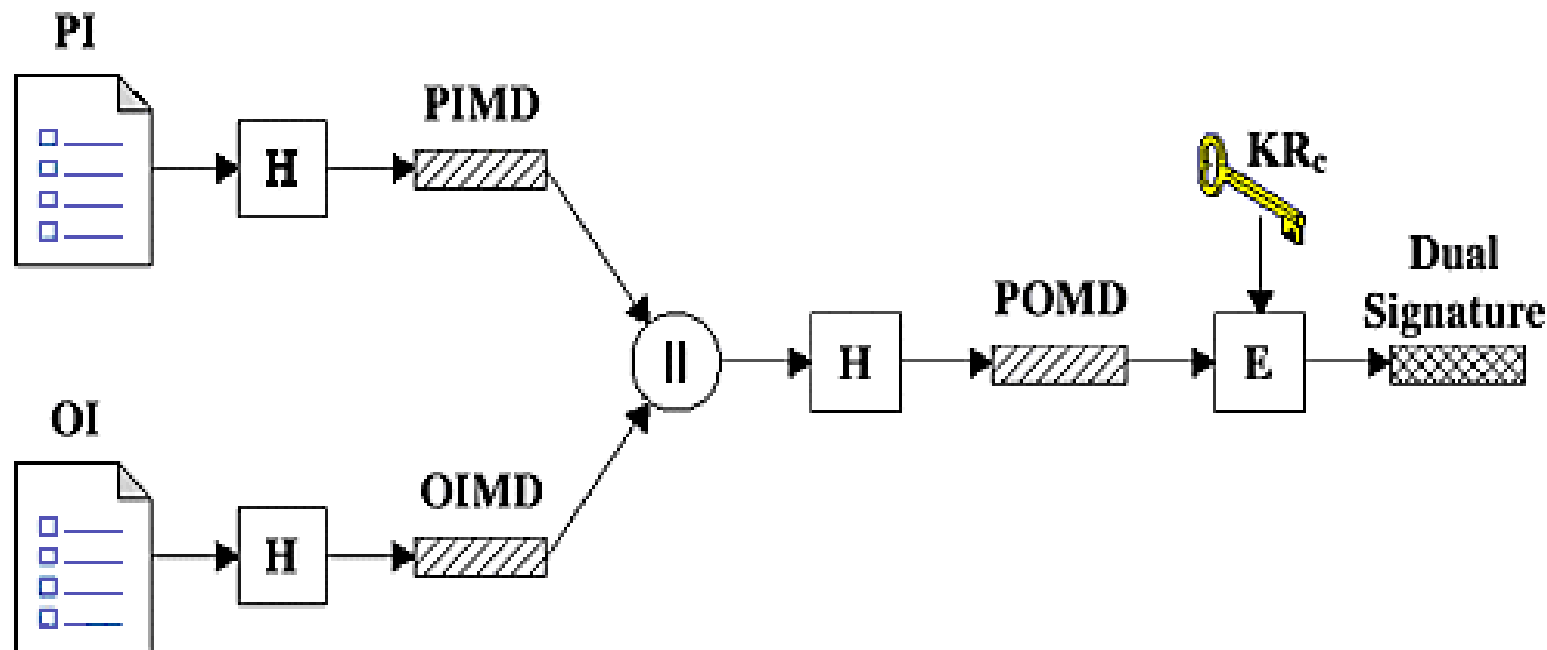 PI
H
PIMD
KRc
Dual
Signature
POMD
||
H
E
OI
OIMD
H